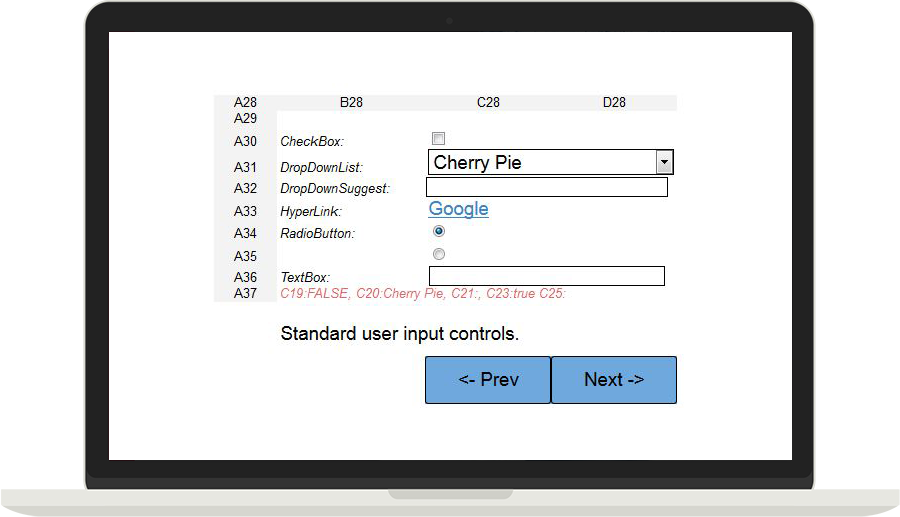 A28 B28 C28 D28
A29
A30 CheckBox:
A31 DropDownList: Cherry Pie
A32 DropDownSuggest:
A33 HyperLink: Google
A34 RadioButton:
A35
A36 TextBox:
A37 C19:FALSE, C20:Cherry Pie, C21:, C23:true C25:
Standard user input controls.
<- Prev Next ->